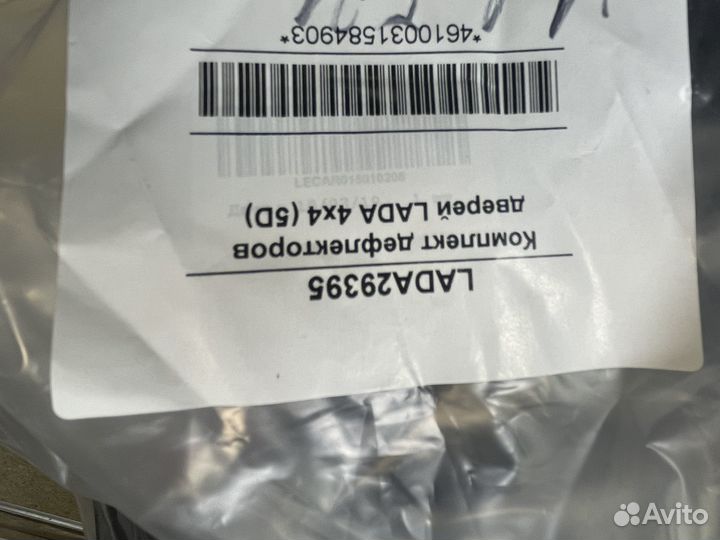 LADA29395
Комплект дефлекторов
дверей LADA 4x4 (5D)
LECAR015010206
*4610031584903*
Avito